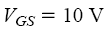 V_GS = 10 V